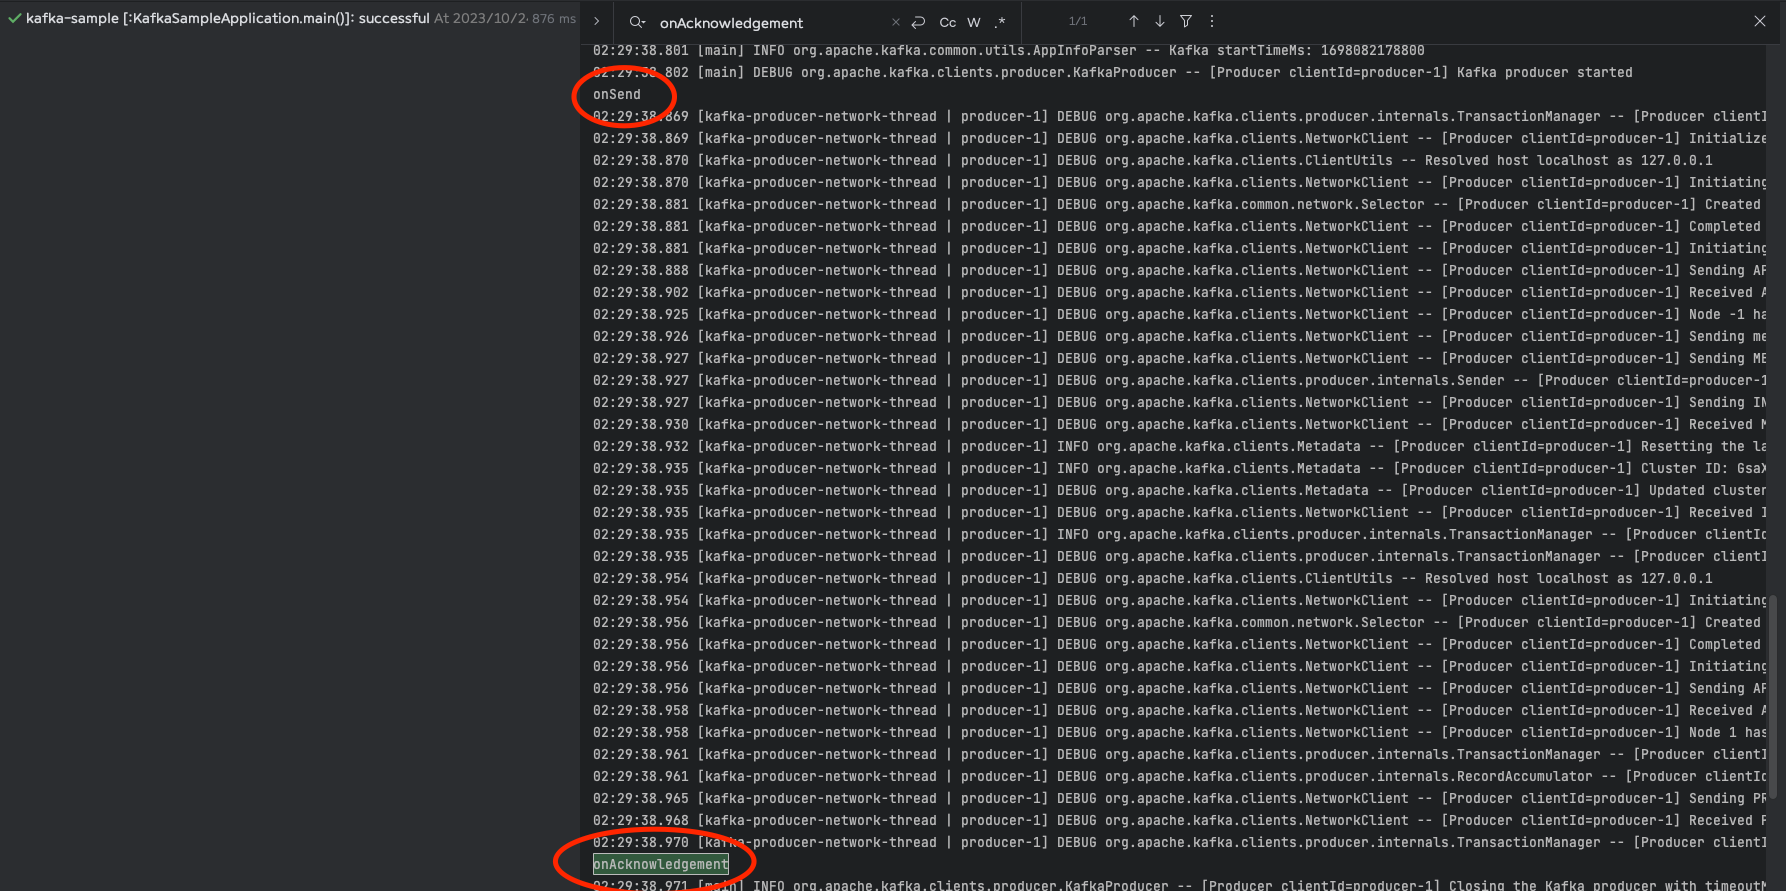 kafka-sample [:KafkaSampleApplication.main()]: successful At 2023/10/2 876 ms
onAcknowledgement Cc W .* 1/1
02:29:38.801 [main] INFO org.apache.kafka.common.utils.AppInfoParser -- Kafka startTimeMs: 1698082178800
02:29:38.802 [main] DEBUG org.apache.kafka.clients.producer.KafkaProducer -- [Producer clientId=producer-1] Kafka producer started
onSend
02:29:38.869 [kafka-producer-network-thread | producer-1] DEBUG org.apache.kafka.clients.producer.internals.TransactionManager -- [Producer clientI
02:29:38.869 [kafka-producer-network-thread | producer-1] DEBUG org.apache.kafka.clients.NetworkClient -- [Producer clientId=producer-1] Initialize
02:29:38.870 [kafka-producer-network-thread | producer-1] DEBUG org.apache.kafka.clients.ClientUtils -- Resolved host localhost as 127.0.0.1
02:29:38.870 [kafka-producer-network-thread | producer-1] DEBUG org.apache.kafka.clients.NetworkClient -- [Producer clientId=producer-1] Initiating
02:29:38.881 [kafka-producer-network-thread | producer-1] DEBUG org.apache.kafka.common.network.Selector -- [Producer clientId=producer-1] Created
02:29:38.881 [kafka-producer-network-thread | producer-1] DEBUG org.apache.kafka.clients.NetworkClient -- [Producer clientId=producer-1] Completed
02:29:38.881 [kafka-producer-network-thread | producer-1] DEBUG org.apache.kafka.clients.NetworkClient -- [Producer clientId=producer-1] Initiating
02:29:38.888 [kafka-producer-network-thread | producer-1] DEBUG org.apache.kafka.clients.NetworkClient -- [Producer clientId=producer-1] Sending AP
02:29:38.902 [kafka-producer-network-thread | producer-1] DEBUG org.apache.kafka.clients.NetworkClient -- [Producer clientId=producer-1] Received A
02:29:38.925 [kafka-producer-network-thread | producer-1] DEBUG org.apache.kafka.clients.NetworkClient -- [Producer clientId=producer-1] Node -1 ha
02:29:38.926 [kafka-producer-network-thread | producer-1] DEBUG org.apache.kafka.clients.NetworkClient -- [Producer clientId=producer-1] Sending me
02:29:38.927 [kafka-producer-network-thread | producer-1] DEBUG org.apache.kafka.clients.NetworkClient -- [Producer clientId=producer-1] Sending ME
02:29:38.927 [kafka-producer-network-thread | producer-1] DEBUG org.apache.kafka.clients.producer.internals.Sender -- [Producer clientId=producer-1
02:29:38.927 [kafka-producer-network-thread | producer-1] DEBUG org.apache.kafka.clients.NetworkClient -- [Producer clientId=producer-1] Sending IN
02:29:38.930 [kafka-producer-network-thread | producer-1] DEBUG org.apache.kafka.clients.NetworkClient -- [Producer clientId=producer-1] Received M
02:29:38.932 [kafka-producer-network-thread | producer-1] INFO org.apache.kafka.clients.Metadata -- [Producer clientId=producer-1] Resetting the la
02:29:38.935 [kafka-producer-network-thread | producer-1] INFO org.apache.kafka.clients.Metadata -- [Producer clientId=producer-1] Cluster ID: GsaX
02:29:38.935 [kafka-producer-network-thread | producer-1] DEBUG org.apache.kafka.clients.Metadata -- [Producer clientId=producer-1] Updated cluster
02:29:38.935 [kafka-producer-network-thread | producer-1] DEBUG org.apache.kafka.clients.NetworkClient -- [Producer clientId=producer-1] Received I
02:29:38.935 [kafka-producer-network-thread | producer-1] INFO org.apache.kafka.clients.producer.internals.TransactionManager -- [Producer clientId
02:29:38.935 [kafka-producer-network-thread | producer-1] DEBUG org.apache.kafka.clients.producer.internals.TransactionManager -- [Producer clientI
02:29:38.954 [kafka-producer-network-thread | producer-1] DEBUG org.apache.kafka.clients.ClientUtils -- Resolved host localhost as 127.0.0.1
02:29:38.954 [kafka-producer-network-thread | producer-1] DEBUG org.apache.kafka.clients.NetworkClient -- [Producer clientId=producer-1] Initiating
02:29:38.956 [kafka-producer-network-thread | producer-1] DEBUG org.apache.kafka.common.network.Selector -- [Producer clientId=producer-1] Created
02:29:38.956 [kafka-producer-network-thread | producer-1] DEBUG org.apache.kafka.clients.NetworkClient -- [Producer clientId=producer-1] Completed
02:29:38.956 [kafka-producer-network-thread | producer-1] DEBUG org.apache.kafka.clients.NetworkClient -- [Producer clientId=producer-1] Initiating
02:29:38.956 [kafka-producer-network-thread | producer-1] DEBUG org.apache.kafka.clients.NetworkClient -- [Producer clientId=producer-1] Sending AP
02:29:38.958 [kafka-producer-network-thread | producer-1] DEBUG org.apache.kafka.clients.NetworkClient -- [Producer clientId=producer-1] Received A
02:29:38.958 [kafka-producer-network-thread | producer-1] DEBUG org.apache.kafka.clients.NetworkClient -- [Producer clientId=producer-1] Node 1 has
02:29:38.961 [kafka-producer-network-thread | producer-1] DEBUG org.apache.kafka.clients.producer.internals.TransactionManager -- [Producer clientI
02:29:38.961 [kafka-producer-network-thread | producer-1] DEBUG org.apache.kafka.clients.producer.internals.RecordAccumulator -- [Producer clientId
02:29:38.965 [kafka-producer-network-thread | producer-1] DEBUG org.apache.kafka.clients.NetworkClient -- [Producer clientId=producer-1] Sending PR
02:29:38.968 [kafka-producer-network-thread | producer-1] DEBUG org.apache.kafka.clients.NetworkClient -- [Producer clientId=producer-1] Received P
02:29:38.970 [kafka-producer-network-thread | producer-1] DEBUG org.apache.kafka.clients.producer.internals.TransactionManager -- [Producer clientI
onAcknowledgement
02:29:38.971 [main] INFO org.apache.kafka.clients.producer.KafkaProducer -- [Producer clientId=producer-1] Closing the Kafka producer with timeoutM